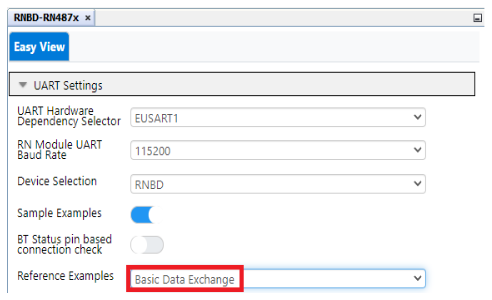 RNBD-RN487x ×
Easy View
UART Settings
UART Hardware
Dependency Selector
EUSART1
RN Module UART
Baud Rate
115200
Device Selection
RNBD
Sample Examples
BT Status pin based
connection check
Reference Examples
Basic Data Exchange